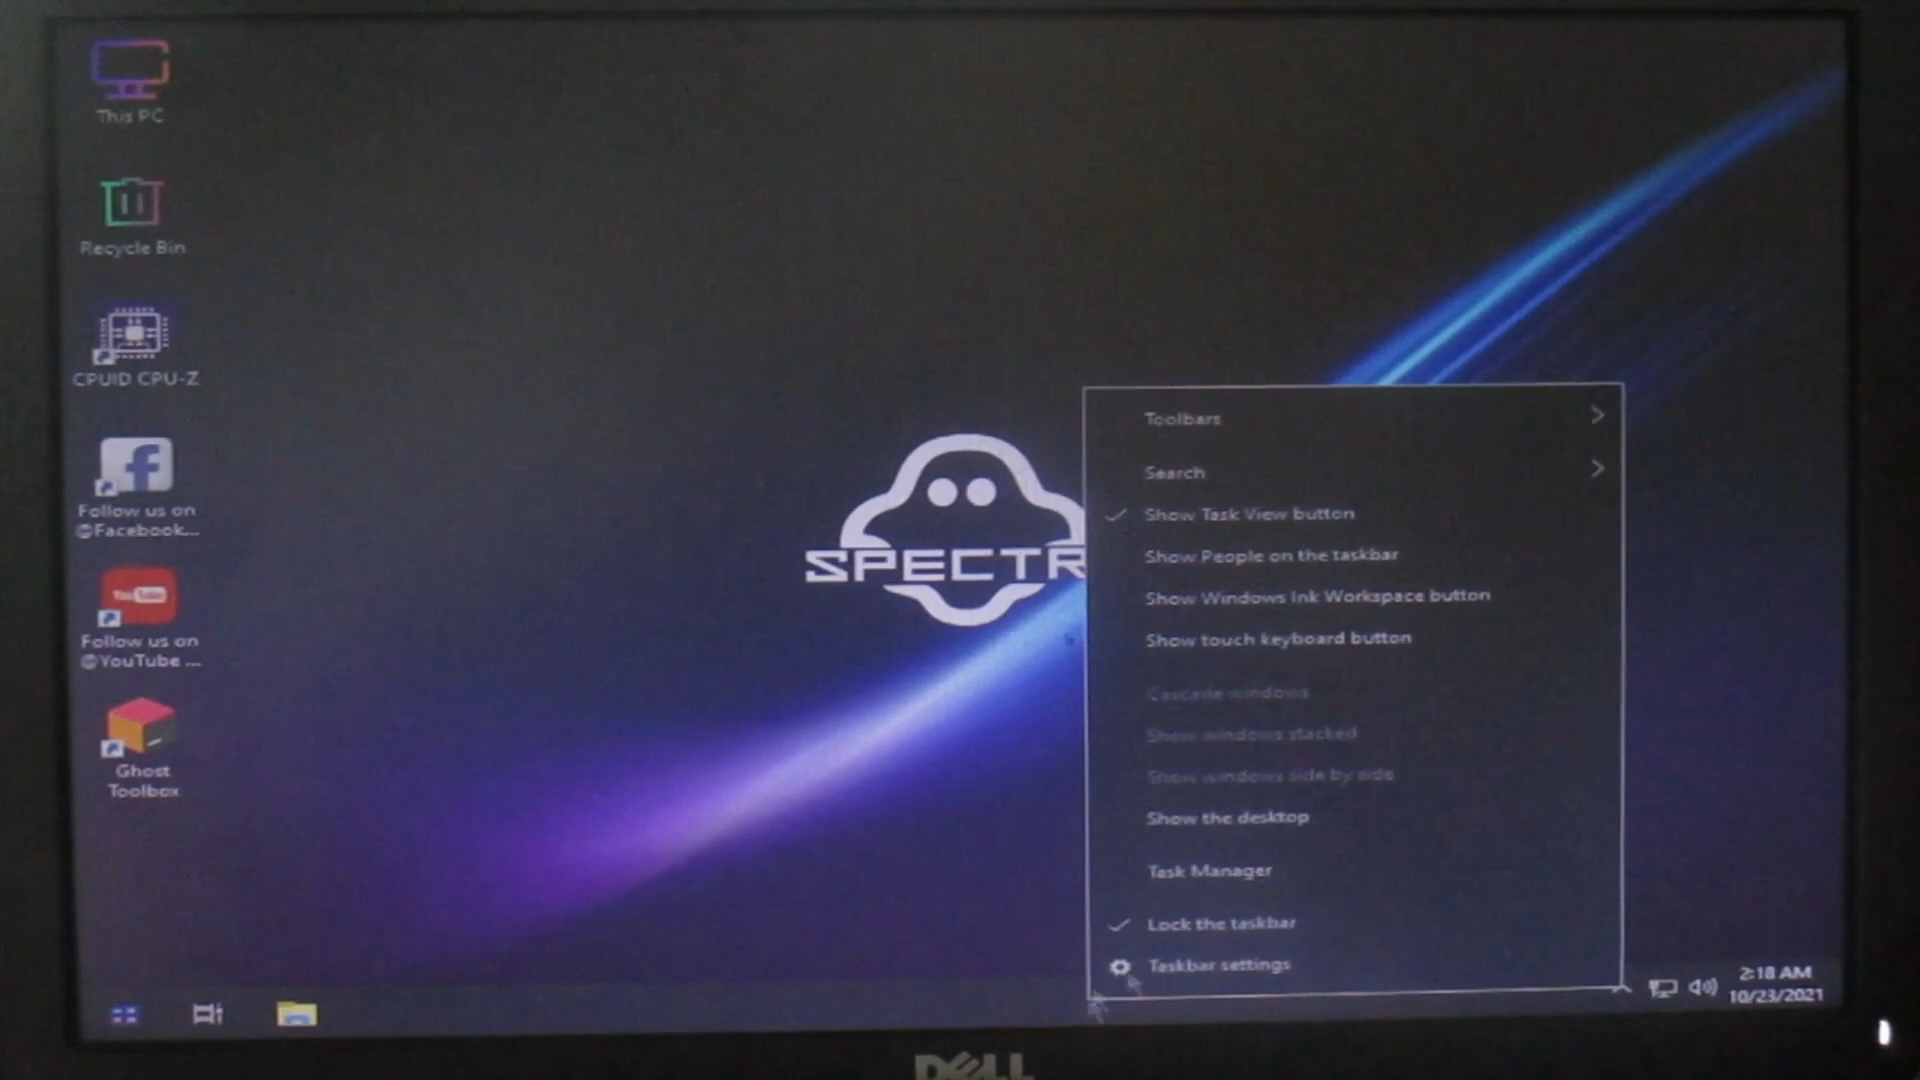 This PC
Recycle Bin
CPUID CPU-Z
Follow us on
@Facebook...
YouTube
Follow us on
@YouTube ...
Ghost
Toolbox
SPECTR
Toolbars
Search
Show Task View button
Show People on the taskbar
Show Windows Ink Workspace button
Show touch keyboard button
Cascade windows
Show windows stacked
Show windows side by side
Show the desktop
Task Manager
Lock the taskbar
Taskbar settings
2:18 AM
10/23/2021
DELL